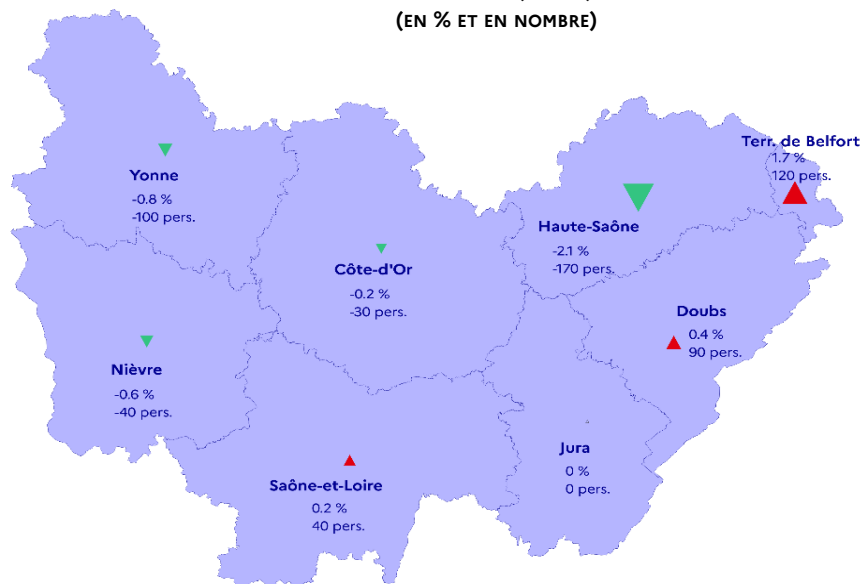 (EN % ET EN NOMBRE)
Terr. de Belfort
1.7 %
120 pers.
Yonne
-0.8 %
-100 pers.
Haute-Saône
-2.1 %
-170 pers.
Côte-d'Or
-0.2 %
-30 pers.
Doubs
0.4 %
90 pers.
Nièvre
-0.6 %
-40 pers.
Jura
0 %
0 pers.
Saône-et-Loire
0.2 %
40 pers.